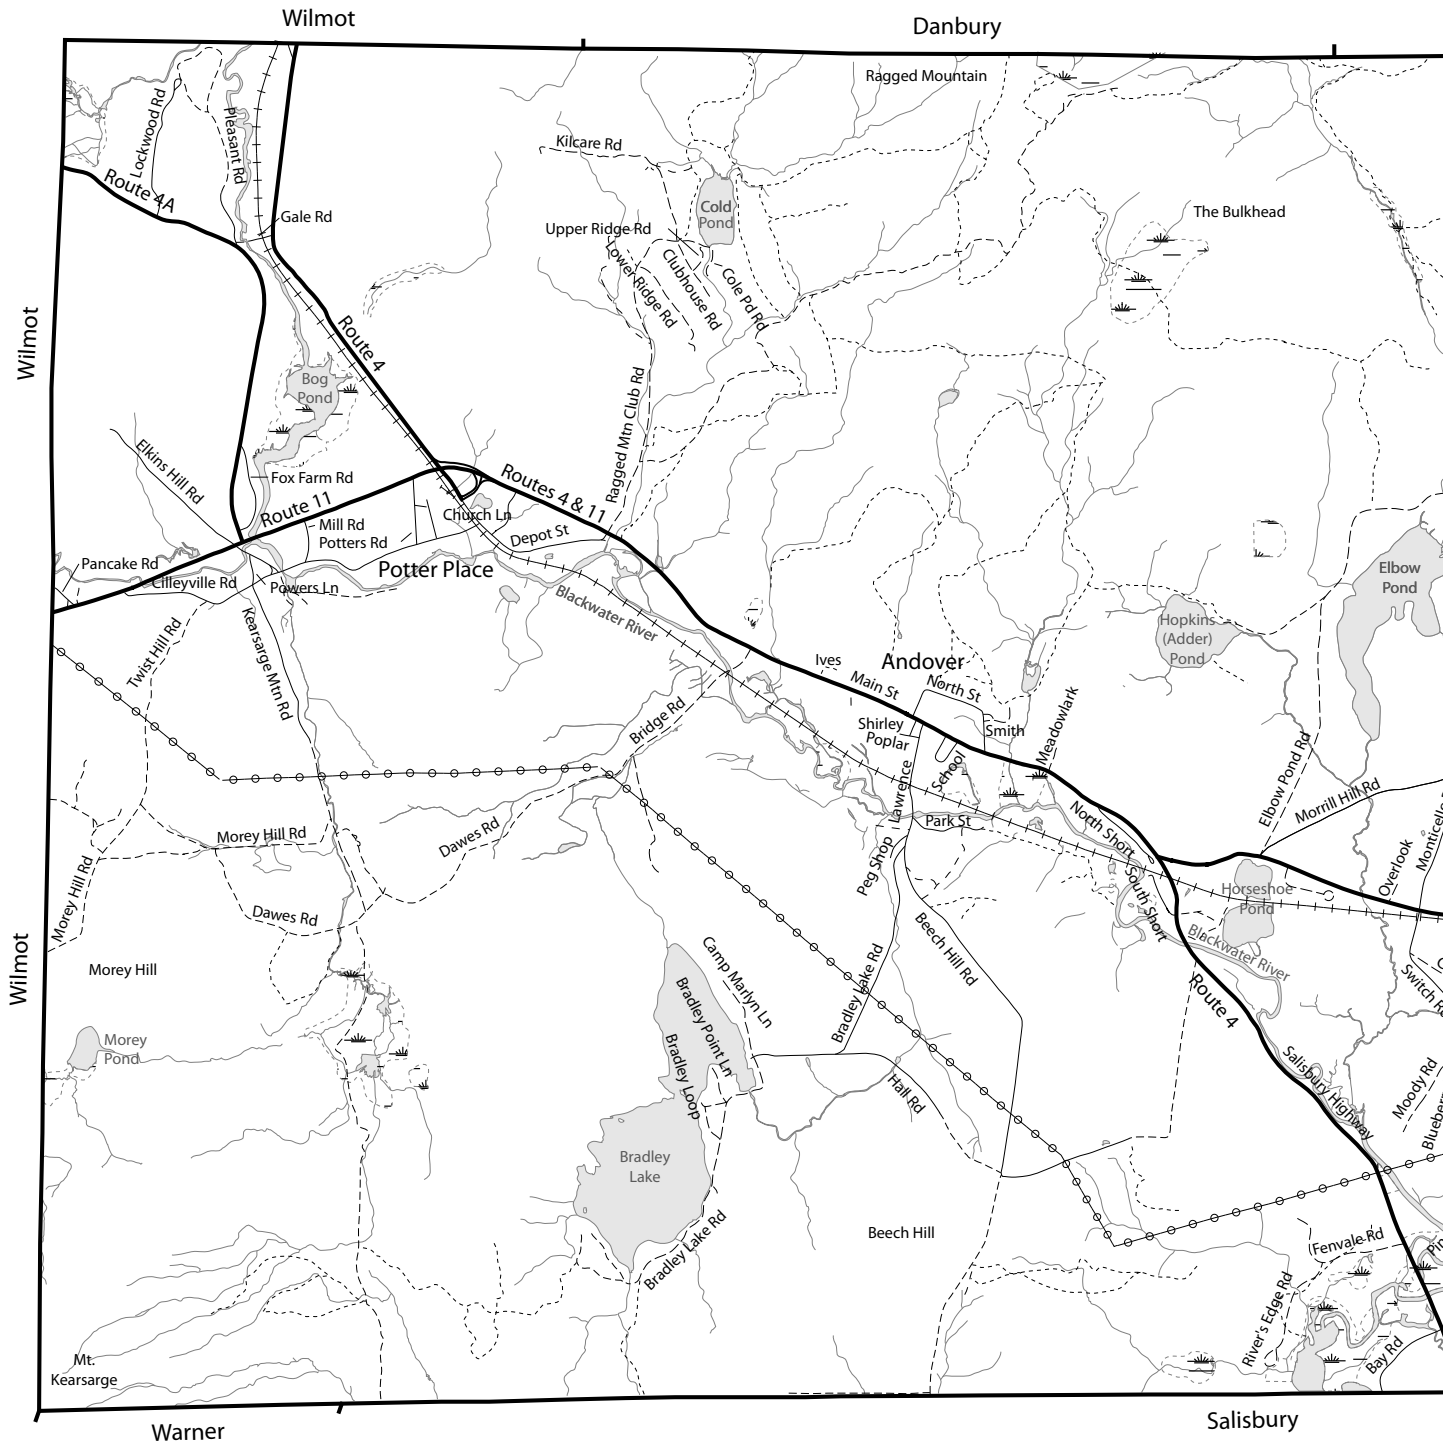 Wilmot
Danbury
Ragged Mountain
Lockwood Rd
Pleasant Rd
Kilcare Rd
Route 4A
Gale Rd
Cold
Pond
The Bulkhead
Upper Ridge Rd
Lower Ridge Rd
Clubhouse Rd
Cole Pd Rd
Wilmot
Route 4
Bog
Pond
Ragged Mtn Club Rd
Elkins Hill Rd
Fox Farm Rd
Route 11
Routes 4 & 11
Church Ln
Mill Rd
Potters Rd
Depot St
Pancake Rd
Cilleyville Rd
Powers Ln
Potter Place
Blackwater River
Elbow
Pond
Hopkins
(Adder)
Pond
Twist Hill Rd
Kearsarge Mtn Rd
Ives
Andover
Main St
North St
Bridge Rd
Shirley
Poplar
Smith
Meadowlark
School
Lawrence
Elbow Pond Rd
Morrill Hill Rd
Morey Hill Rd
Dawes Rd
Park St
North Short
Peg Shop
South Short
Overlook
Monticello
Morey Hill Rd
Dawes Rd
Horseshoe
Pond
Beech Hill Rd
Blackwater River
Wilmot
Morey Hill
Camp Marlyn Ln
Bradley Lake Rd
Switch R
Route 4
Bradley Point Ln
Morey
Pond
Bradley Loop
Hall Rd
Salisbury Highway
Moody Rd
Blueber
Bradley
Lake
Beech Hill
Bradley Lake Rd
Fenvale Rd
Pin
River's Edge Rd
Bay Rd
Mt.
Kearsarge
Warner
Salisbury